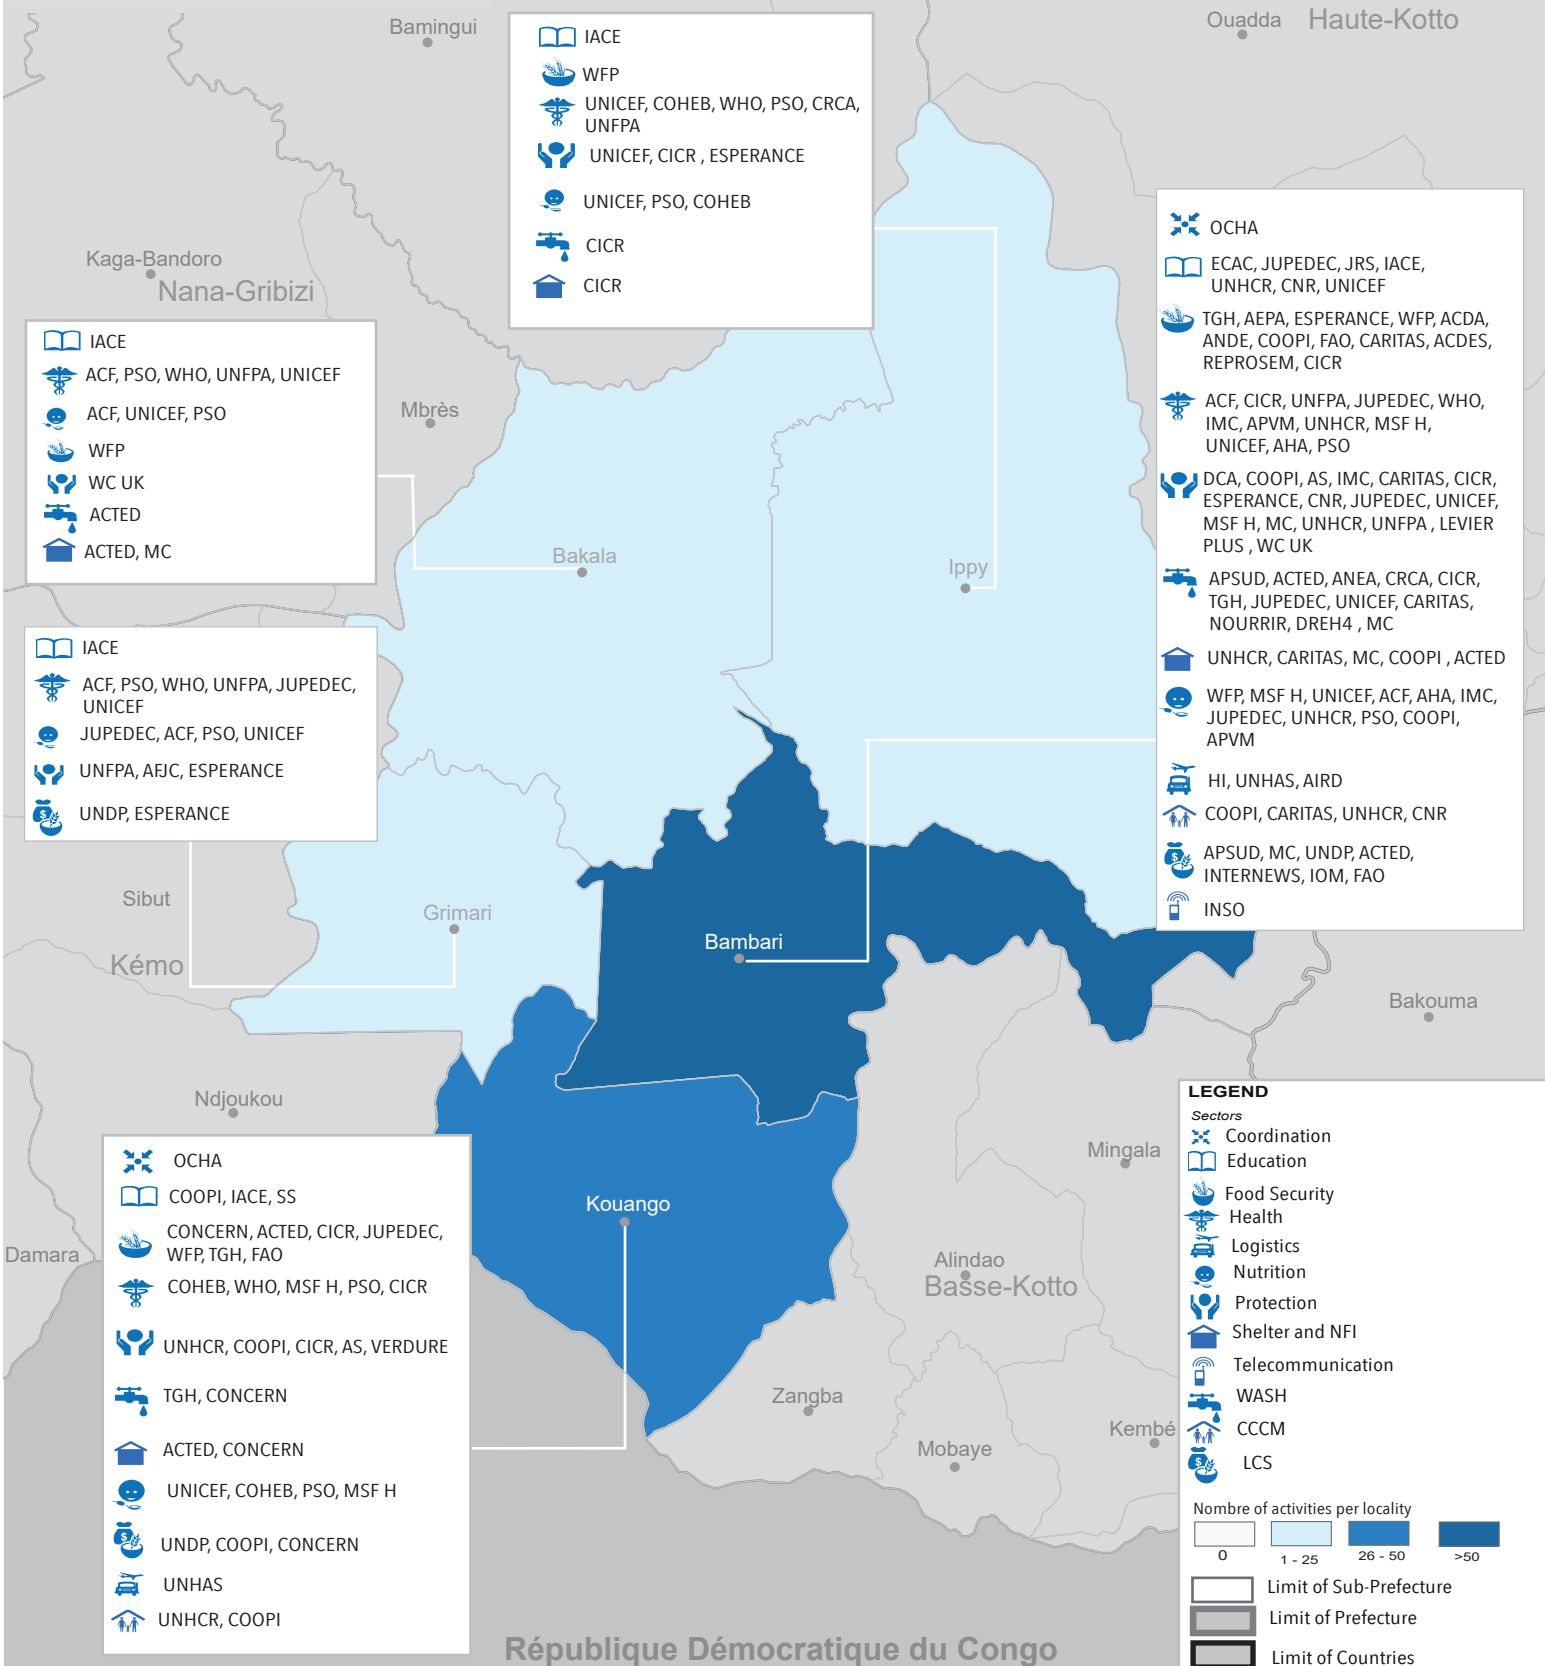 Bamingui
Ouadda
Haute-Kotto
IACE
WFP
UNICEF, COHEB, WHO, PSO, CRCA,
UNFPA
UNICEF, CICR , ESPERANCE
UNICEF, PSO, COHEB
CICR
CICR
Kaga-Bandoro
Nana-Gribizi
OCHA
ECAC, JUPEDEC, JRS, IACE,
UNHCR, CNR, UNICEF
TGH, AEPA, ESPERANCE, WFP, ACDA,
ANDE, COOPI, FAO, CARITAS, ACDES,
REPROSEM, CICR
ACF, CICR, UNFPA, JUPEDEC, WHO,
IMC, APVM, UNHCR, MSF H,
UNICEF, AHA, PSO
DCA, COOPI, AS, IMC, CARITAS, CICR,
ESPERANCE, CNR, JUPEDEC, UNICEF,
MSF H, MC, UNHCR, UNFPA , LEVIER
PLUS , WC UK
APSUD, ACTED, ANEA, CRCA, CICR,
TGH, JUPEDEC, UNICEF, CARITAS,
NOURRIR, DREH4 , MC
UNHCR, CARITAS, MC, COOPI , ACTED
WFP, MSF H, UNICEF, ACF, AHA, IMC,
JUPEDEC, UNHCR, PSO, COOPI,
APVM
HI, UNHAS, AIRD
COOPI, CARITAS, UNHCR, CNR
APSUD, MC, UNDP, ACTED,
INTERNEWS, IOM, FAO
INSO
IACE
ACF, PSO, WHO, UNFPA, UNICEF
ACF, UNICEF, PSO
WFP
WC UK
ACTED
ACTED, MC
Mbrès
Bakala
Ippy
IACE
ACF, PSO, WHO, UNFPA, JUPEDEC,
UNICEF
JUPEDEC, ACF, PSO, UNICEF
UNFPA, AFJC, ESPERANCE
UNDP, ESPERANCE
Sibut
Grimari
Bambari
Kémo
Bakouma
Ndjoukou
Mingala
Kouango
Damara
Alindao
Basse-Kotto
Zangba
Mobaye
Kembé
OCHA
COOPI, IACE, SS
CONCERN, ACTED, CICR, JUPEDEC,
WFP, TGH, FAO
COHEB, WHO, MSF H, PSO, CICR
UNHCR, COOPI, CICR, AS, VERDURE
TGH, CONCERN
ACTED, CONCERN
UNICEF, COHEB, PSO, MSF H
UNDP, COOPI, CONCERN
UNHAS
UNHCR, COOPI
République Démocratique du Congo
LEGEND
Sectors
Coordination
Education
Food Security
Health
Logistics
Nutrition
Protection
Shelter and NFI
Telecommunication
WASH
CCCM
LCS
Nombre of activities per locality
0 1 - 25 26 - 50 >50
Limit of Sub-Prefecture
Limit of Prefecture
Limit of Countries